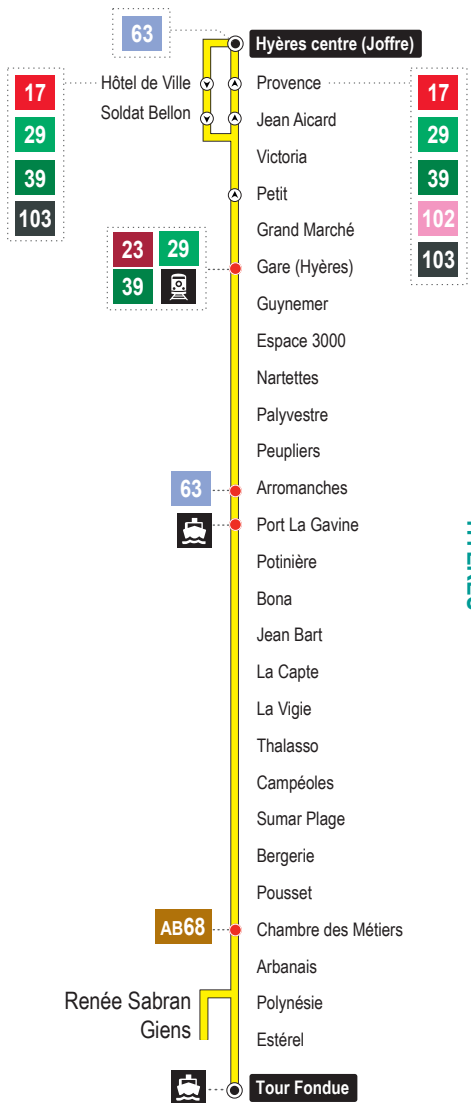 63
Hyères centre (Joffre)
Hôtel de Ville
Provence
Soldat Bellon
Jean Aicard
17
29
39
103
17
29
39
102
103
Victoria
Petit
Grand Marché
23 29
39
Gare (Hyères)
Guynemer
Espace 3000
Nartettes
Palyvestre
Peupliers
63
Arromanches
Port La Gavine
Potinière
Bona
Jean Bart
La Capte
La Vigie
Thalasso
Campéoles
Sumar Plage
Bergerie
Pousset
AB68
Chambre des Métiers
Arbanais
Renée Sabran
Giens
Polynésie
Estérel
Tour Fondue